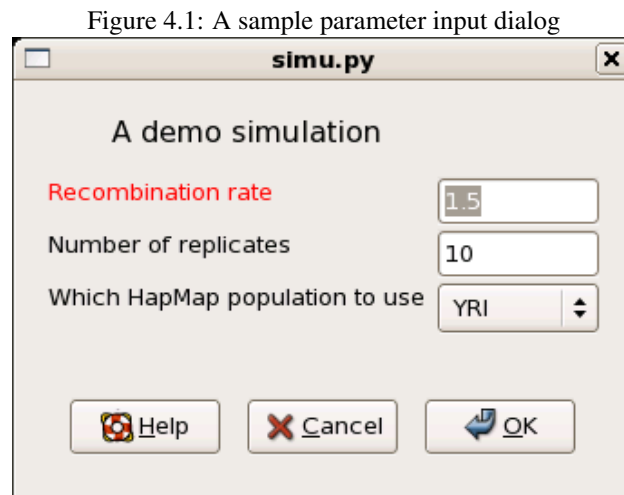 Figure 4.1: A sample parameter input dialog
simu.py
A demo simulation
Recombination rate 1.5
Number of replicates 10
Which HapMap population to use YRI
Help Cancel OK